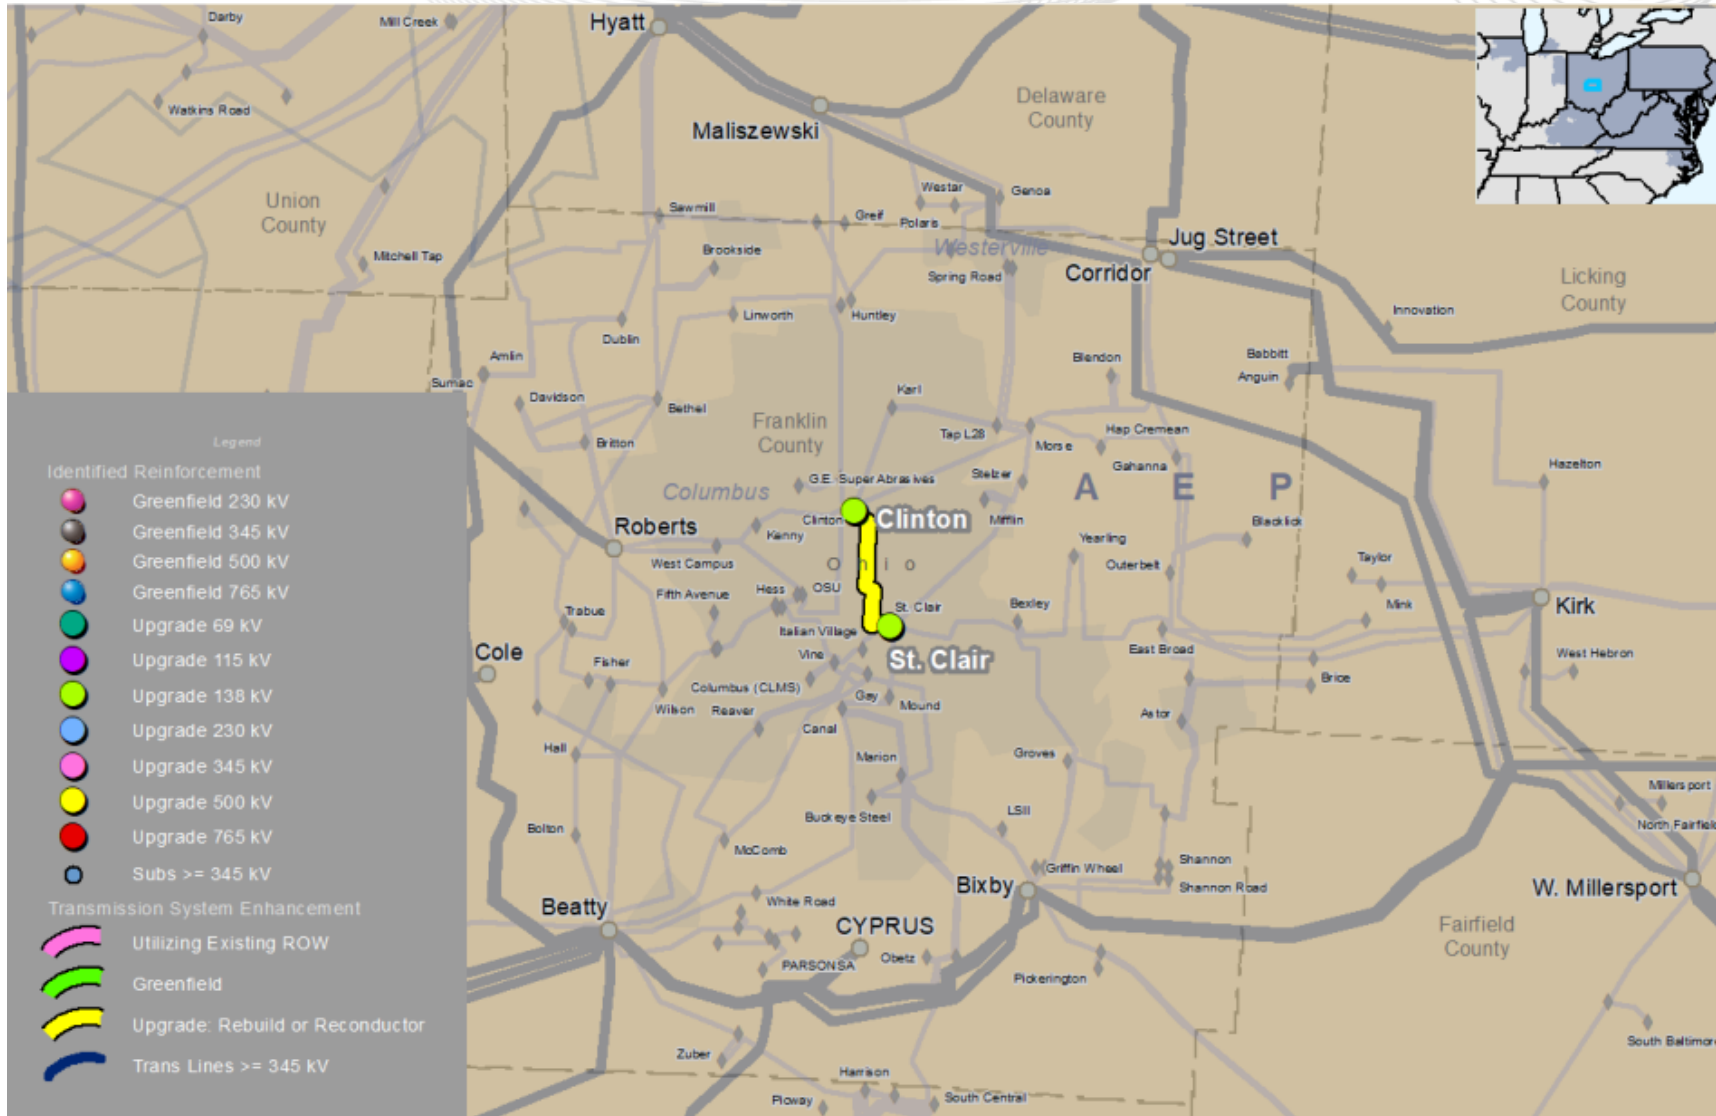 Darby
Mill Creek
Hyatt
Watkins Road
Maliszewski
Delaware
County
Union
County
Westar
Genoa
Sawmill
Greif
Polaris
Westerville
Jug Street
Mitchell Tap
Brookside
Spring Road
Corridor
Licking
County
Linworth
Huntley
Innovation
Dublin
Amlin
Blendon
Babbitt
Anguin
Sumac
Karl
Davidson
Bethel
Franklin
County
Tap L28
Hap Cremean
Britton
Morse
Gahanna
Hazelton
Stelzer
G.E. Super Abrasives
Columbus
A E P
Clinton
Clinton
Mifflin
Roberts
Kenny
Blacklick
Yearling
West Campus
Ohio
Outerbelt
Taylor
Fifth Avenue
Hess
OSU
St. Clair
Bexley
Mink
Kirk
Trabue
Italian Village
East Broad
Cole
Fisher
Vine
St. Clair
West Hebron
Columbus (CLMS)
Brice
Wilson
Reaver
Gay
Mound
Astor
Canal
Hall
Marion
Groves
Millersport
Buckeye Steel
LSII
North Fairfield
Bolton
McComb
Griffin Wheel
Shannon
Bixby
Shannon Road
W. Millersport
Beatty
White Road
CYPRUS
Fairfield
County
PARSONSA
Obetz
Pickerington
South Baltimore
Zuber
Harrison
Picway
South Central
Legend
Identified Reinforcement
Greenfield 230 kV
Greenfield 345 kV
Greenfield 500 kV
Greenfield 765 kV
Upgrade 69 kV
Upgrade 115 kV
Upgrade 138 kV
Upgrade 230 kV
Upgrade 345 kV
Upgrade 500 kV
Upgrade 765 kV
Subs >= 345 kV
Transmission System Enhancement
Utilizing Existing ROW
Greenfield
Upgrade: Rebuild or Reconductor
Trans Lines >= 345 kV